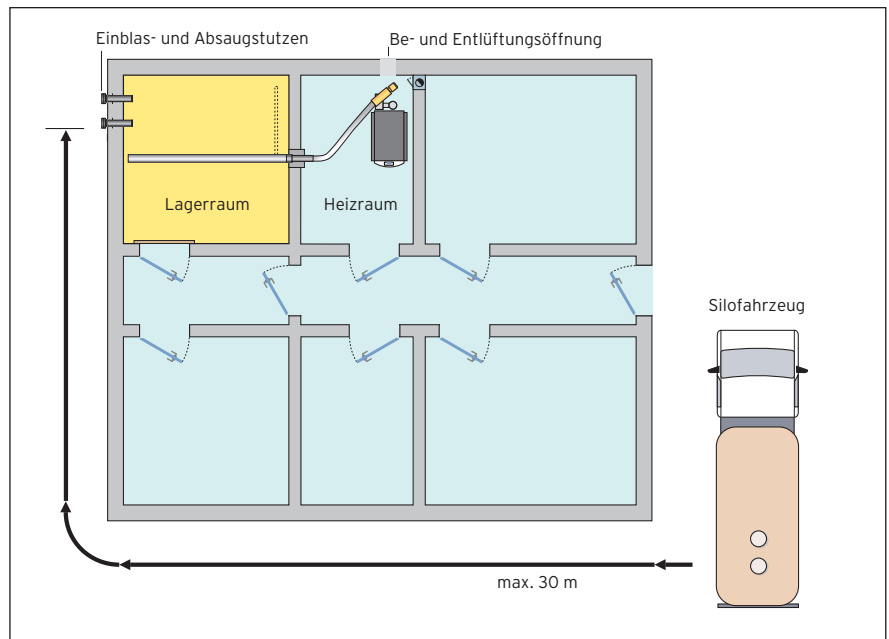 Einblas- und Absaugstutzen
Be- und Entlüftungsöffnung
Lagerraum
Heizraum
Silofahrzeug
max. 30 m